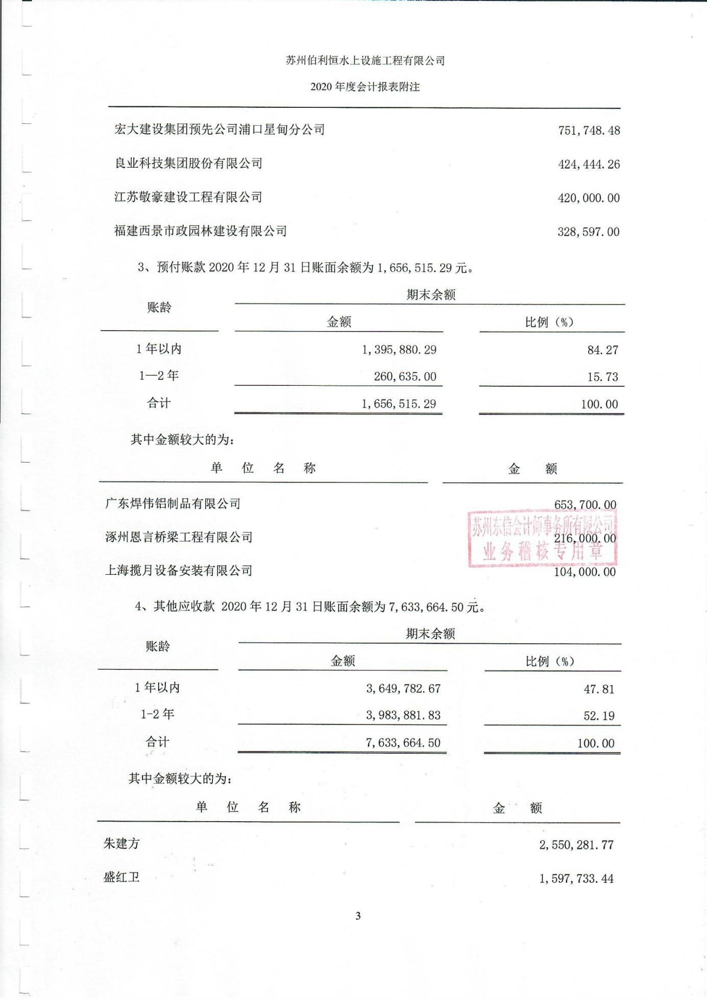 苏州伯利恒水上设施工程有限公司
2020 年度会计报表附注
宏大建设集团预先公司浦口星甸分公司 751,748.48
良业科技集团股份有限公司 424,444.26
江苏敬豪建设工程有限公司 420,000.00
福建西景市政园林建设有限公司 328,597.00
3、预付账款 2020 年 12 月 31 日账面余额为 1,656,515.29 元。
期末余额
账龄
金额 比例（%）
1 年以内 1,395,880.29 84.27
1—2 年 260,635.00 15.73
合计 1,656,515.29 100.00
其中金额较大的为：
单 位 名 称 金 额
广东焊伟铝制品有限公司 653,700.00
苏州东信会计师事务所有限公司
涿州恩言桥梁工程有限公司 216,000.00
业务稽核专用章
上海揽月设备安装有限公司 104,000.00
4、其他应收款 2020 年 12 月 31 日账面余额为 7,633,664.50 元。
期末余额
账龄
金额 比例（%）
1 年以内 3,649,782.67 47.81
1-2 年 3,983,881.83 52.19
合计 7,633,664.50 100.00
其中金额较大的为：
单 位 名 称 金 额
朱建方 2,550,281.77
盛红卫 1,597,733.44
3